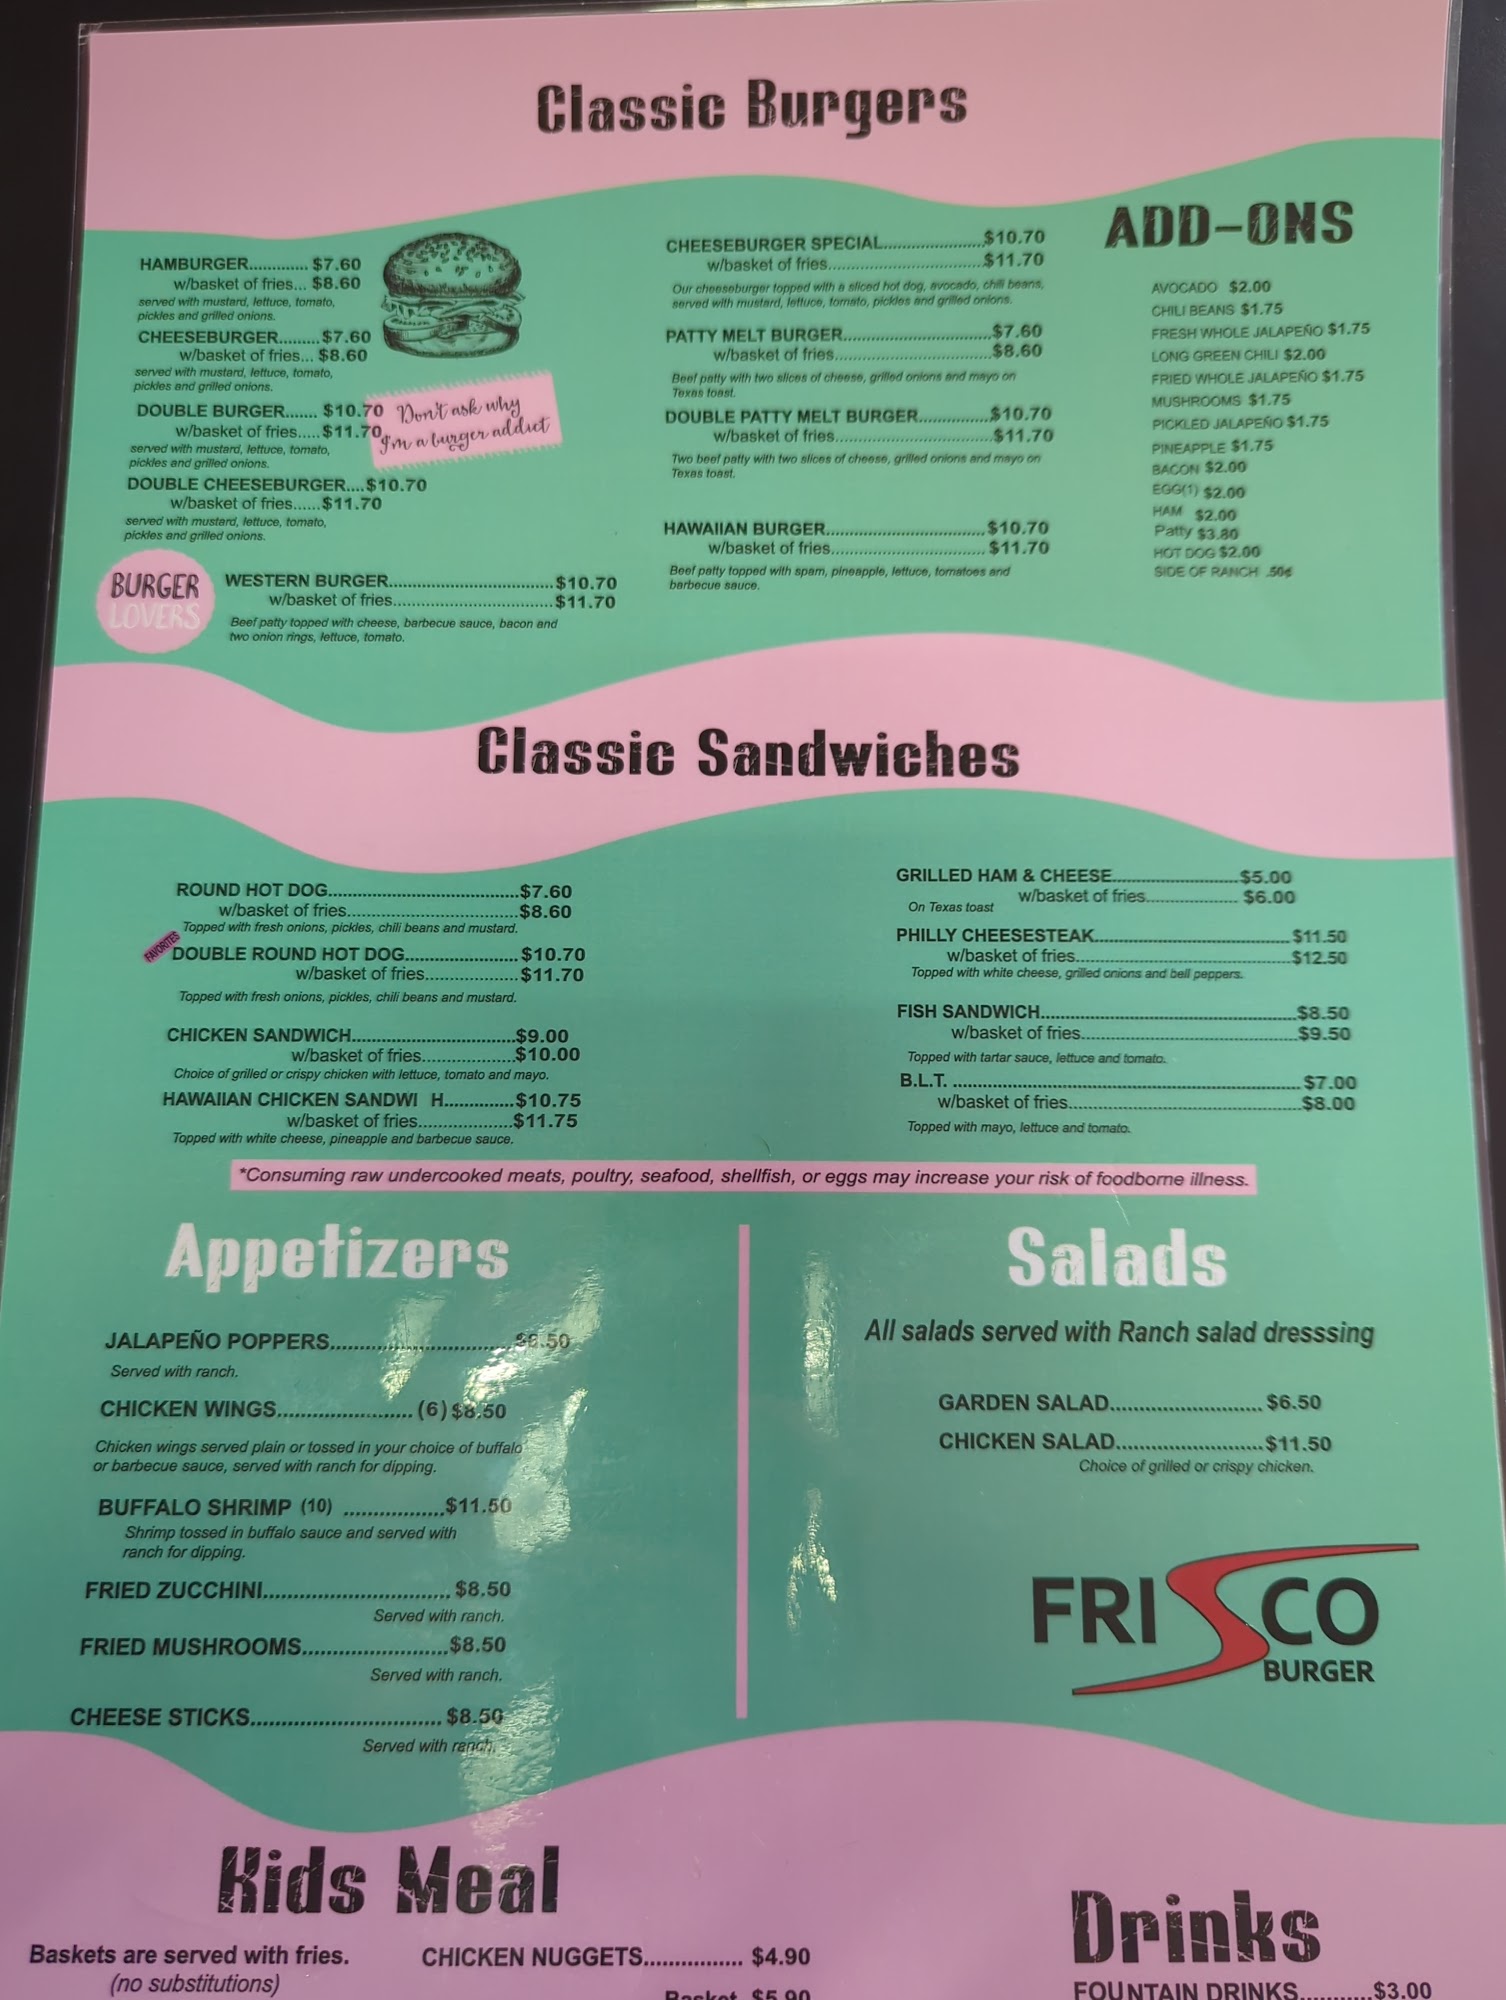 Classic Burgers
HAMBURGER............ $7.60
w/basket of fries... $8.60
served with mustard, lettuce, tomato,
pickles and grilled onions.
CHEESEBURGER......... $7.60
w/basket of fries... $8.60
served with mustard, lettuce, tomato,
pickles and grilled onions.
DOUBLE BURGER....... $10.70
w/basket of fries..... $11.70
served with mustard, lettuce, tomato,
pickles and grilled onions.
DOUBLE CHEESEBURGER.... $10.70
w/basket of fries...... $11.70
served with mustard, lettuce, tomato,
pickles and grilled onions.
Don't ask why
I'm a burger addict
BURGER
LOVERS
WESTERN BURGER.............................. $10.70
w/basket of fries............................. $11.70
Beef patty topped with cheese, barbecue sauce, bacon and
two onion rings, lettuce, tomato.
CHEESEBURGER SPECIAL................... $10.70
w/basket of fries............................. $11.70
Our cheeseburger topped with a sliced hot dog, avocado, chili beans,
served with mustard, lettuce, tomato, pickles and grilled onions.
PATTY MELT BURGER........................... $7.60
w/basket of fries............................. $8.60
Beef patty with two slices of cheese, grilled onions and mayo on
Texas toast.
DOUBLE PATTY MELT BURGER............. $10.70
w/basket of fries............................. $11.70
Two beef patty with two slices of cheese, grilled onions and mayo on
Texas toast.
HAWAIIAN BURGER............................. $10.70
w/basket of fries............................. $11.70
Beef patty topped with spam, pineapple, lettuce, tomatoes and
barbecue sauce.
ADD-ONS
AVOCADO $2.00
CHILI BEANS $1.75
FRESH WHOLE JALAPEÑO $1.75
LONG GREEN CHILI $2.00
FRIED WHOLE JALAPEÑO $1.75
MUSHROOMS $1.75
PICKLED JALAPEÑO $1.75
PINEAPPLE $1.75
BACON $2.00
EGG(1) $2.00
HAM $2.00
Patty $3.80
HOT DOG $2.00
SIDE OF RANCH .50¢
Classic Sandwiches
ROUND HOT DOG................................... $7.60
w/basket of fries................................ $8.60
Topped with fresh onions, pickles, chili beans and mustard.
FAVORITES
DOUBLE ROUND HOT DOG..................... $10.70
w/basket of fries................. $11.70
Topped with fresh onions, pickles, chili beans and mustard.
CHICKEN SANDWICH.............................. $9.00
w/basket of fries................. $10.00
Choice of grilled or crispy chicken with lettuce, tomato and mayo.
HAWAIIAN CHICKEN SANDWI H............. $10.75
w/basket of fries................. $11.75
Topped with white cheese, pineapple and barbecue sauce.
GRILLED HAM & CHEESE....................... $5.00
w/basket of fries................. $6.00
On Texas toast
PHILLY CHEESESTEAK.................................... $11.50
w/basket of fries....................................... $12.50
Topped with white cheese, grilled onions and bell peppers.
FISH SANDWICH.............................................. $8.50
w/basket of fries....................................... $9.50
Topped with tartar sauce, lettuce and tomato.
B.L.T. ................................................................ $7.00
w/basket of fries.......................................... $8.00
Topped with mayo, lettuce and tomato.
*Consuming raw undercooked meats, poultry, seafood, shellfish, or eggs may increase your risk of foodborne illness.
Appetizers
JALAPEÑO POPPERS..............................
Served with ranch.
CHICKEN WINGS...................... (6) $8.50
Chicken wings served plain or tossed in your choice of buffalo
or barbecue sauce, served with ranch for dipping.
BUFFALO SHRIMP (10) ................. $11.50
Shrimp tossed in buffalo sauce and served with
ranch for dipping.
FRIED ZUCCHINI.............................. $8.50
Served with ranch.
FRIED MUSHROOMS....................... $8.50
Served with ranch.
CHEESE STICKS............................... $8.50
Served with ranch.
Salads
All salads served with Ranch salad dresssing
GARDEN SALAD......................... $6.50
CHICKEN SALAD........................ $11.50
Choice of grilled or crispy chicken.
FRISCO
BURGER
Kids Meal
Baskets are served with fries.
(no substitutions)
CHICKEN NUGGETS................ $4.90
Basket $5.90
Drinks
FOUNTAIN DRINKS........... $3.00